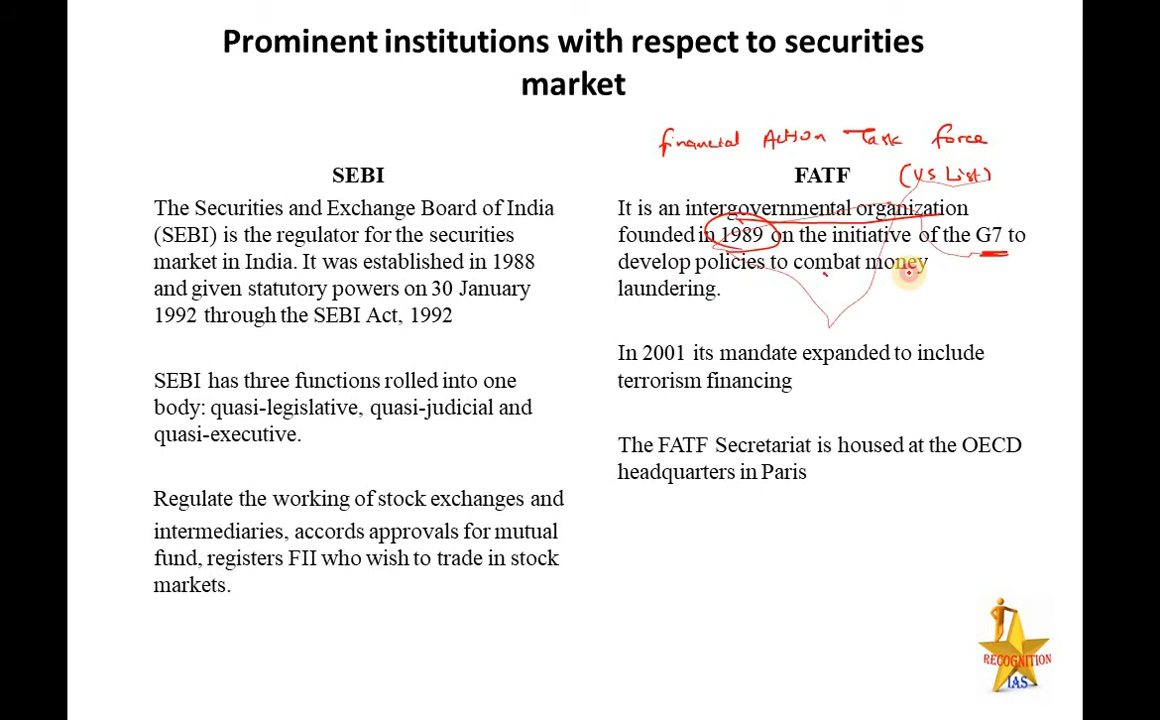 Prominent institutions with respect to securities
market
SEBI
The Securities and Exchange Board of India
(SEBI) is the regulator for the securities
market in India. It was established in 1988
and given statutory powers on 30 January
1992 through the SEBI Act, 1992
SEBI has three functions rolled into one
body: quasi-legislative, quasi-judicial and
quasi-executive.
Regulate the working of stock exchanges and
intermediaries, accords approvals for mutual
fund, registers FII who wish to trade in stock
markets.
Financial Action Task Force
FATF (US List)
It is an intergovernmental organization
founded in 1989 on the initiative of the G7 to
develop policies to combat money
laundering.
In 2001 its mandate expanded to include
terrorism financing
The FATF Secretariat is housed at the OECD
headquarters in Paris
RECOGNITION
IAS